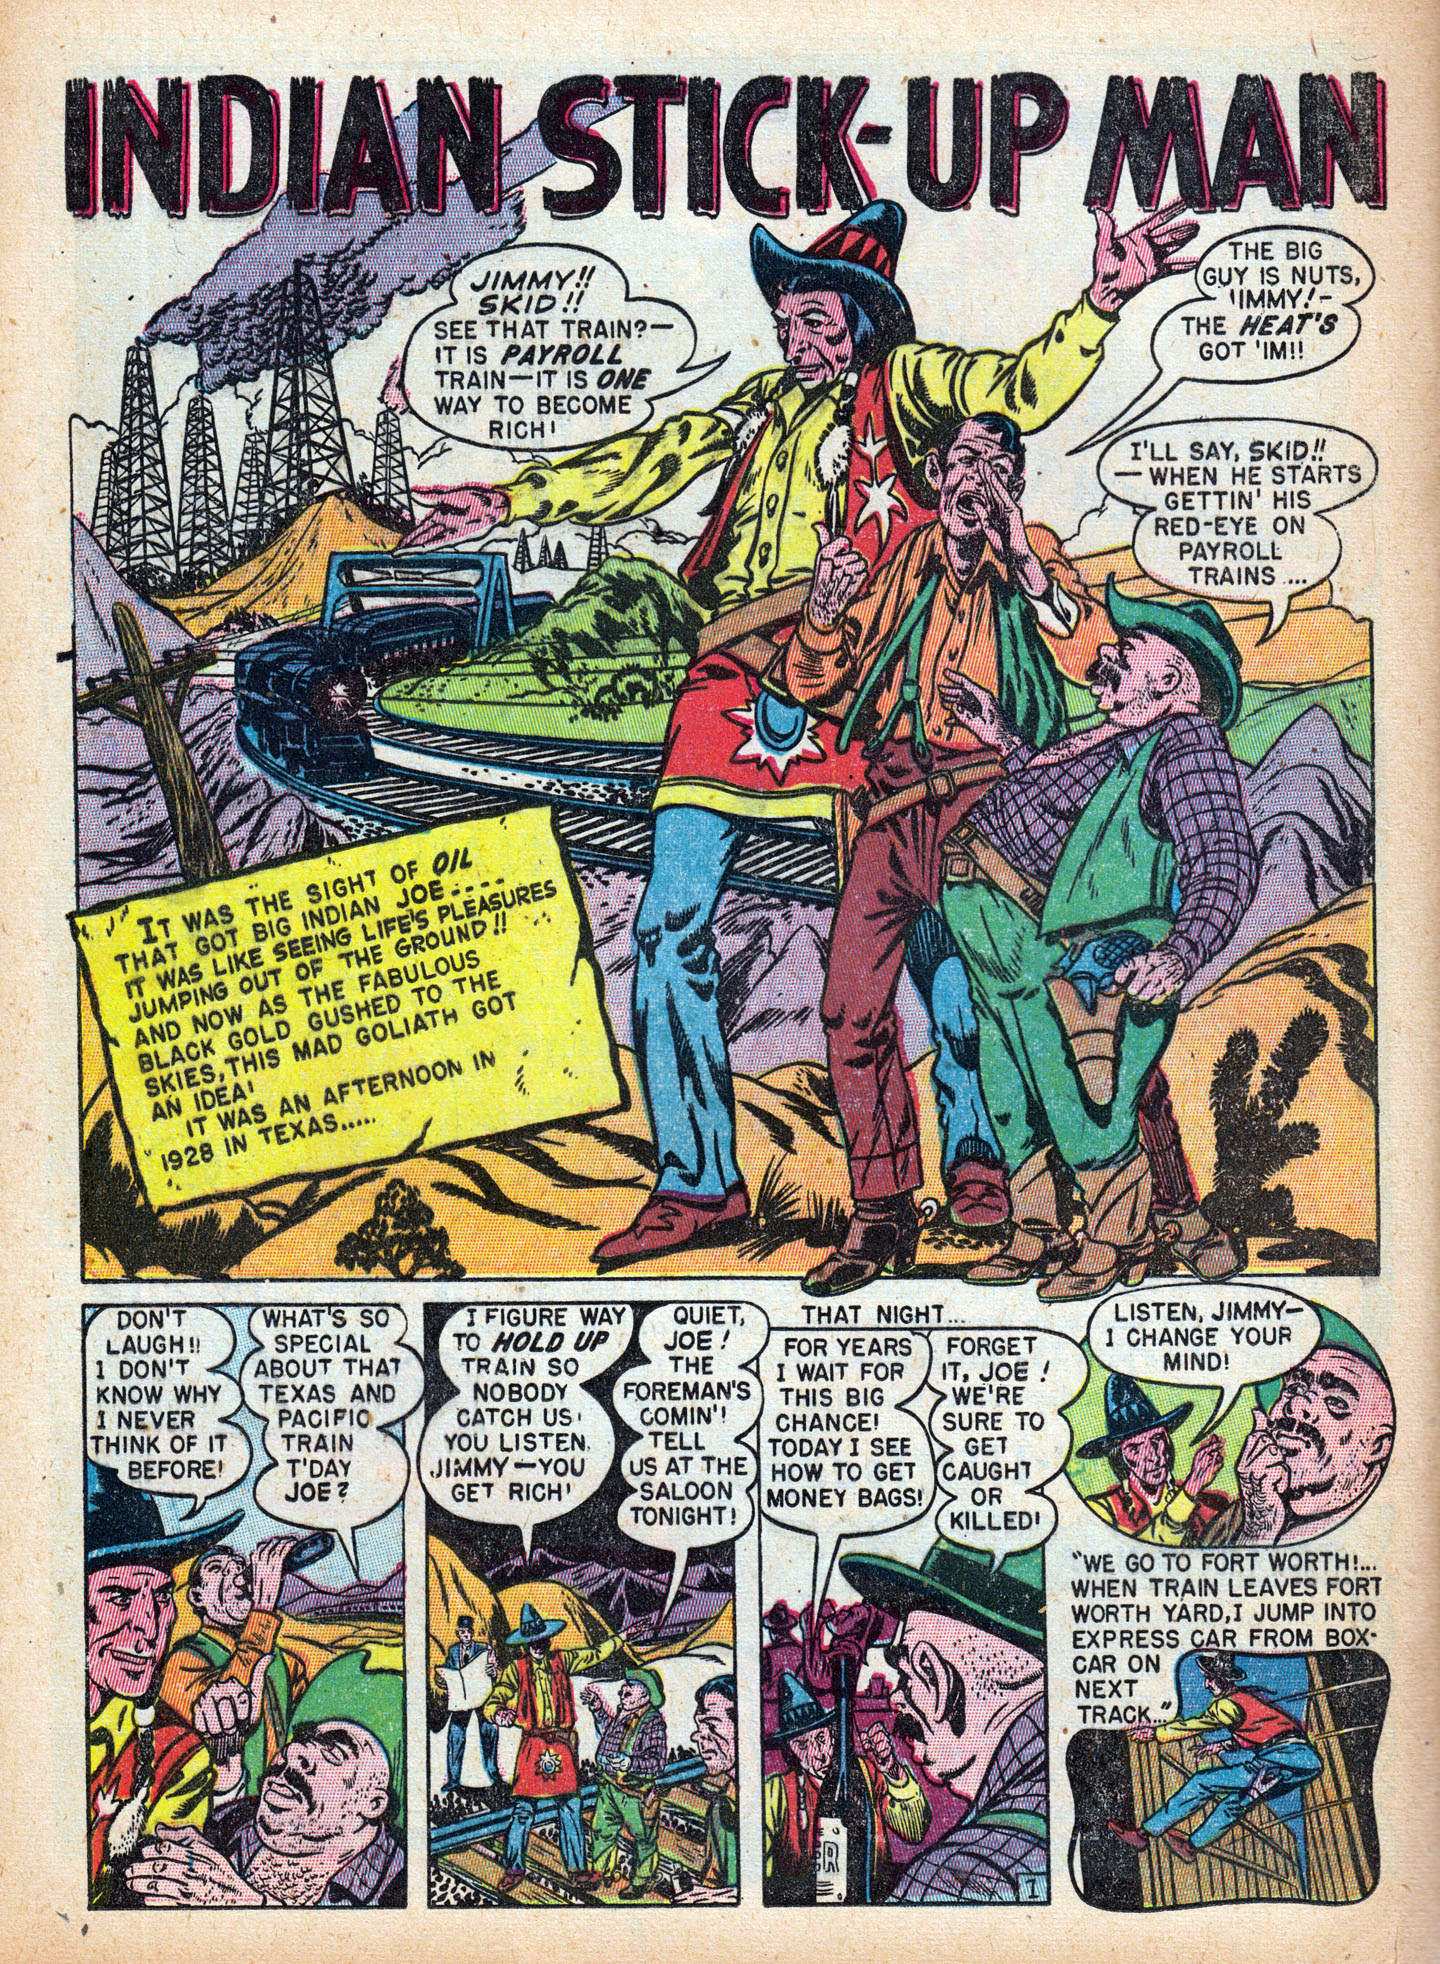 INDIAN STICK-UP MAN
JIMMY!!
SKID!!
SEE THAT TRAIN?—
IT IS PAYROLL
TRAIN—IT IS ONE
WAY TO BECOME
RICH!
THE BIG
GUY IS NUTS,
'IMMY!-
THE HEAT'S
GOT 'IM!!
I'LL SAY, SKID!!
—WHEN HE STARTS
GETTIN' HIS
RED-EYE ON
PAYROLL
TRAINS...
"IT WAS THE SIGHT OF OIL
THAT GOT BIG INDIAN JOE....
IT WAS LIKE SEEING LIFE'S PLEASURES
JUMPING OUT OF THE GROUND!!
AND NOW AS THE FABULOUS
BLACK GOLD GUSHED TO THE
SKIES, THIS MAD GOLIATH GOT
AN IDEA!
IT WAS AN AFTERNOON IN
1928 IN TEXAS.....
DON'T
LAUGH!!
I DON'T
KNOW WHY
I NEVER
THINK OF IT
BEFORE!
WHAT'S SO
SPECIAL
ABOUT THAT
TEXAS AND
PACIFIC
TRAIN
T'DAY
JOE?
I FIGURE WAY
TO HOLD UP
TRAIN SO
NOBODY
CATCH US!
YOU LISTEN,
JIMMY—YOU
GET RICH!
QUIET,
JOE!
THE
FOREMAN'S
COMIN'!
TELL
US AT THE
SALOON
TONIGHT!
THAT NIGHT...
FOR YEARS
I WAIT FOR
THIS BIG
CHANCE!
TODAY I SEE
HOW TO GET
MONEY BAGS!
FORGET
IT, JOE!
WE'RE
SURE TO
GET
CAUGHT
OR
KILLED!
R
1
LISTEN, JIMMY—
I CHANGE YOUR
MIND!
"WE GO TO FORT WORTH!...
WHEN TRAIN LEAVES FORT
WORTH YARD, I JUMP INTO
EXPRESS CAR FROM BOX-
CAR ON
NEXT
TRACK..."